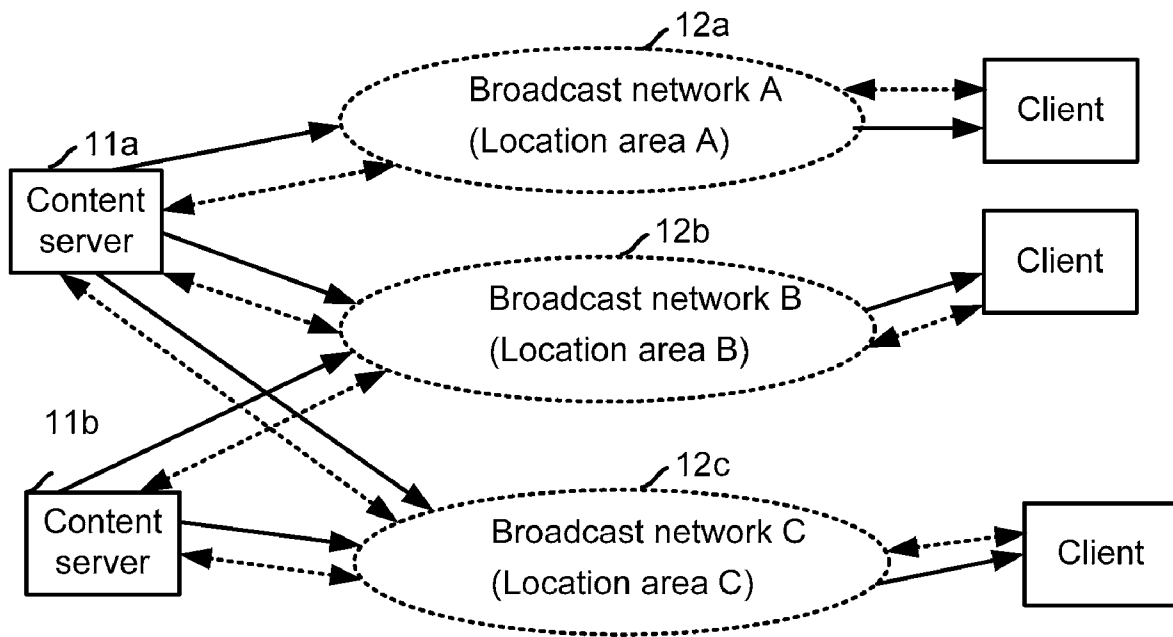 12a
Broadcast network A
(Location area A)
Client
11a
Content
server
12b
Broadcast network B
(Location area B)
Client
11b
Content
server
12c
Broadcast network C
(Location area C)
Client